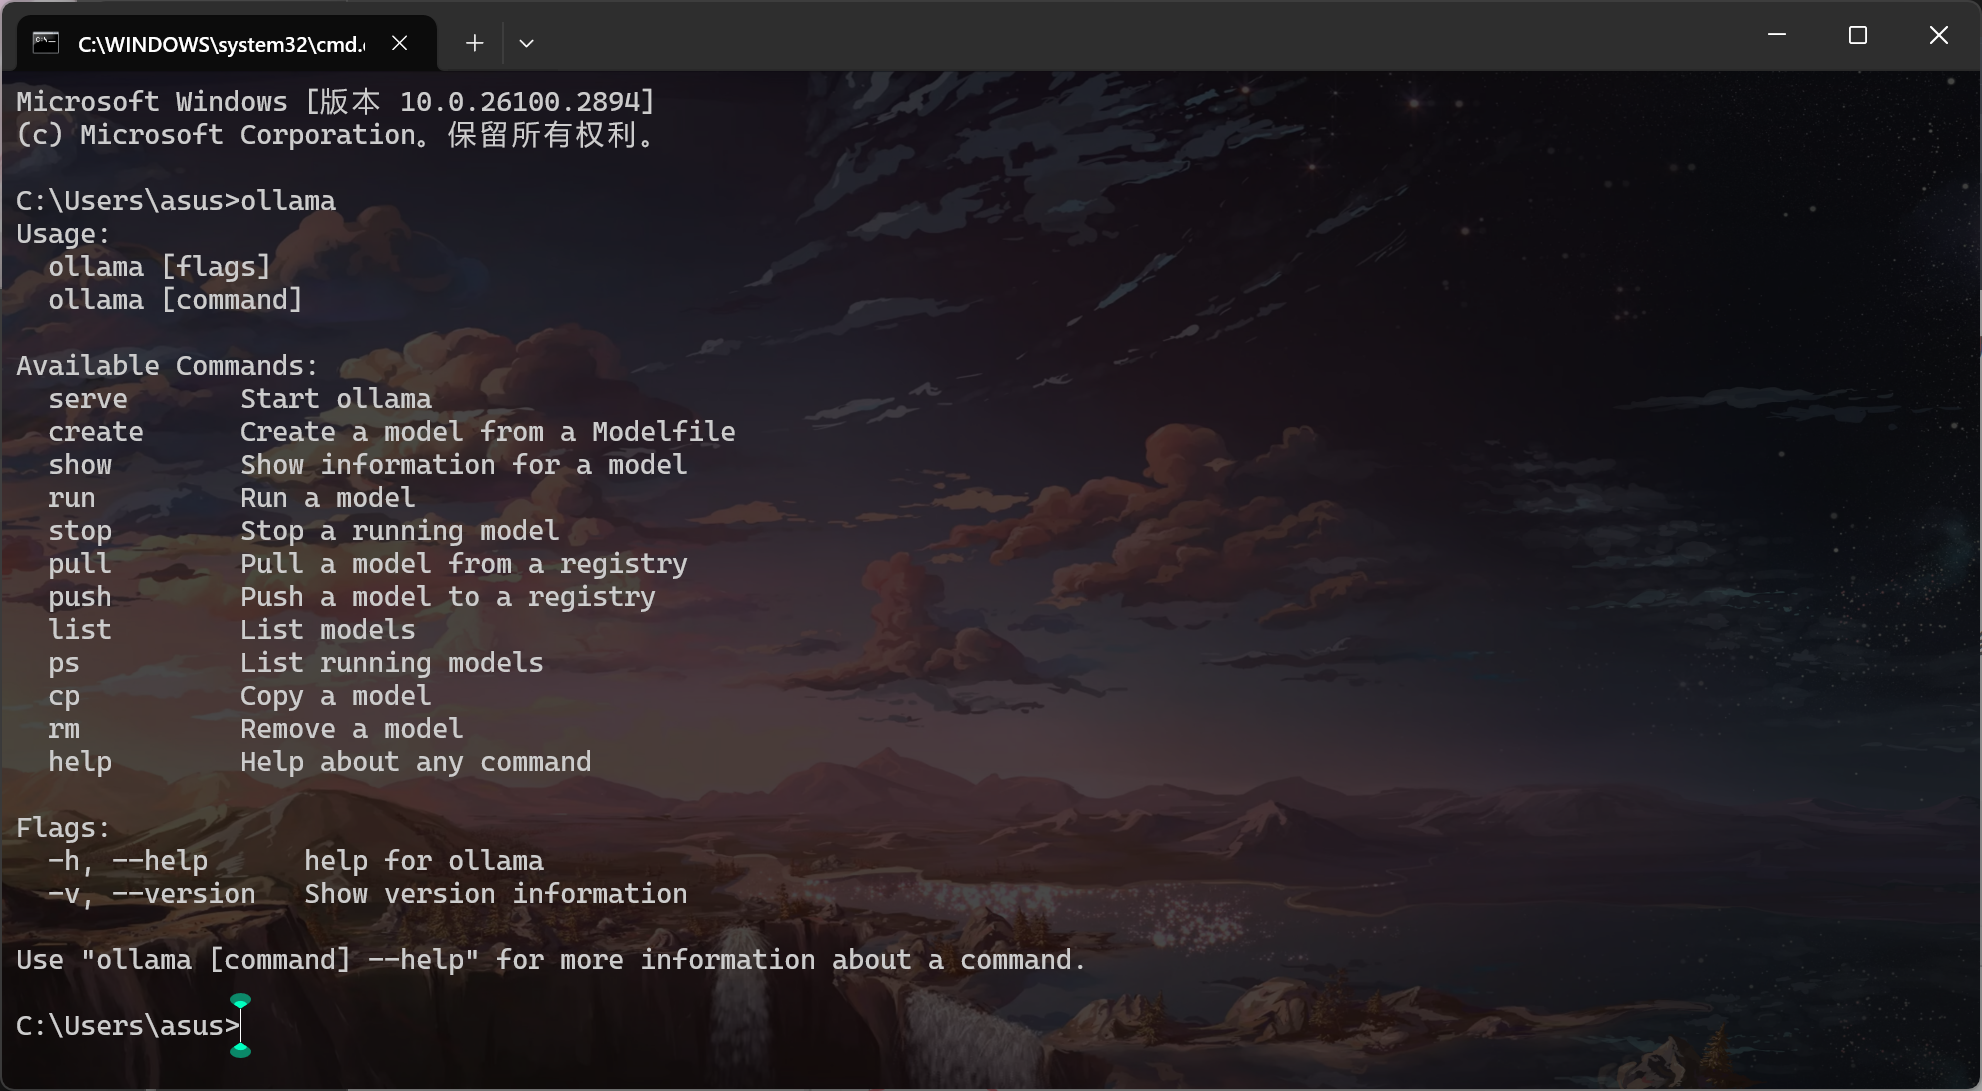 C:\WINDOWS\system32\cmd.
Microsoft Windows [版本 10.0.26100.2894]
(c) Microsoft Corporation。保留所有权利。
C:\Users\asus>ollama
Usage:
  ollama [flags]
  ollama [command]
Available Commands:
  serve       Start ollama
  create      Create a model from a Modelfile
  show        Show information for a model
  run         Run a model
  stop        Stop a running model
  pull        Pull a model from a registry
  push        Push a model to a registry
  list        List models
  ps          List running models
  cp          Copy a model
  rm          Remove a model
  help        Help about any command
Flags:
  -h, --help      help for ollama
  -v, --version   Show version information
Use "ollama [command] --help" for more information about a command.
C:\Users\asus>